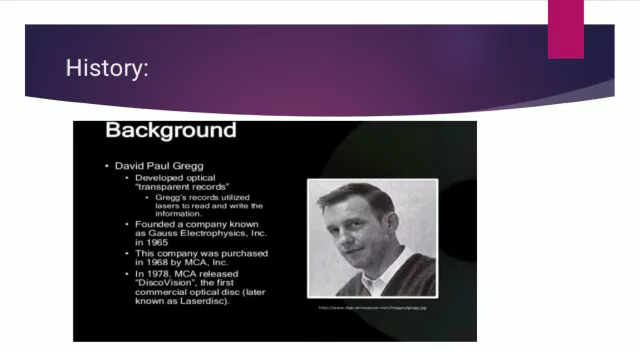 History:
Background
• David Paul Gregg
• Developed optical
"transparent records"
• Gregg's records utilized
lasers to read and write the
information.
• Founded a company known
as Gauss Electrophysics, Inc.
in 1965
• This company was purchased
in 1968 by MCA, Inc.
• In 1978, MCA released
"DiscoVision", the first
commercial optical disc (later
known as Laserdisc).